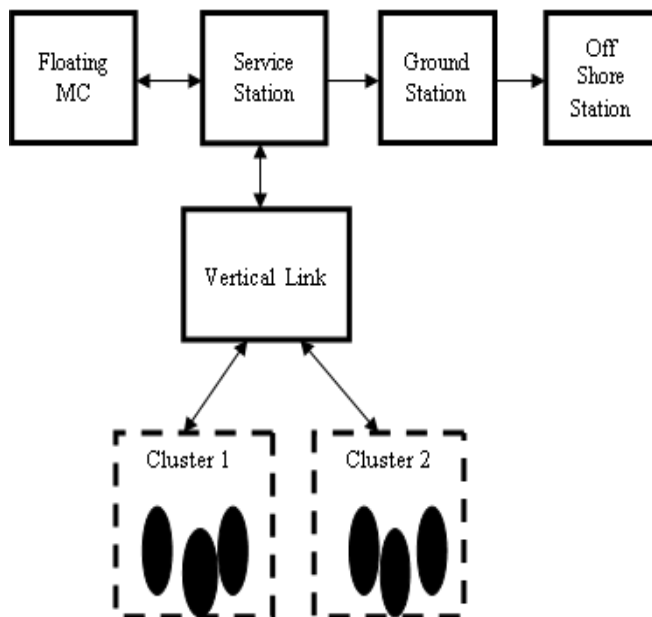 Floating
MC
Service
Station
Ground
Station
Off
Shore
Station
Vertical Link
Cluster 1
Cluster 2